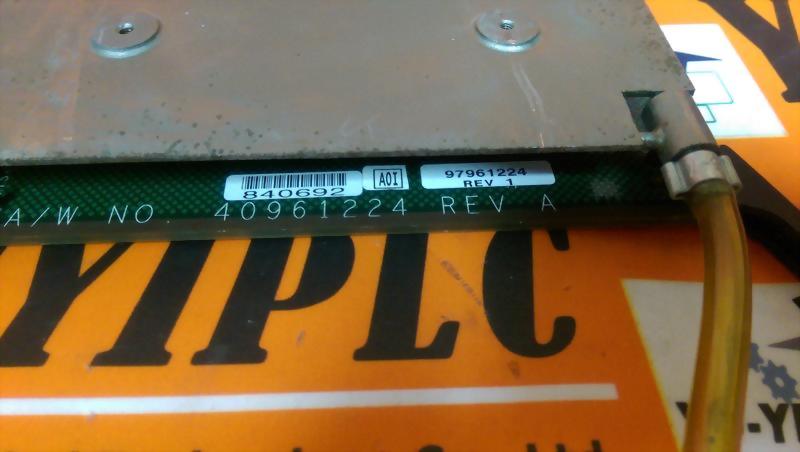 840692
AOI
97961224
REV 1
A/W NO 40961224 REV A
YIPLC